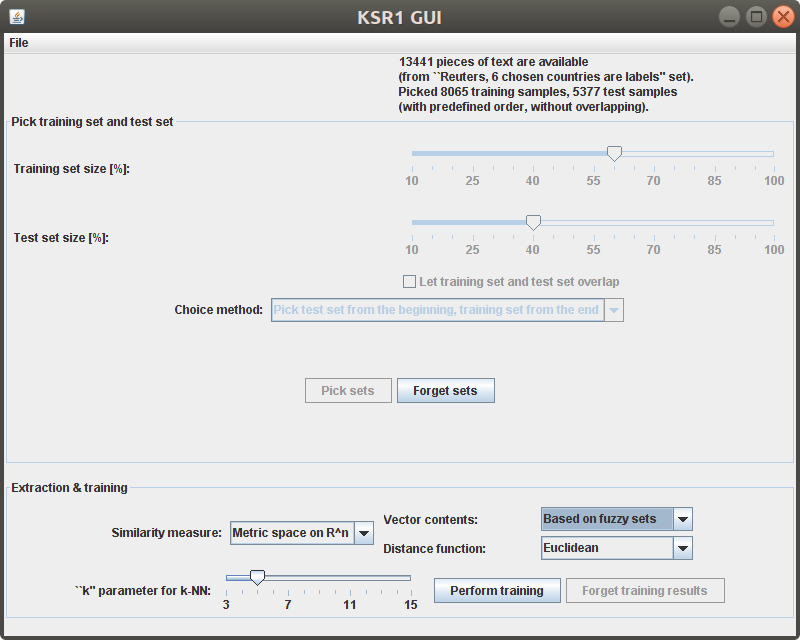 KSR1 GUI
File
13441 pieces of text are available
(from ``Reuters, 6 chosen countries are labels'' set).
Picked 8065 training samples, 5377 test samples
(with predefined order, without overlapping).
Pick training set and test set
Training set size [%]:
10 25 40 55 70 85 100
Test set size [%]:
10 25 40 55 70 85 100
Let training set and test set overlap
Choice method: Pick test set from the beginning, training set from the end
Pick sets Forget sets
Extraction & training
Similarity measure: Metric space on R^n
Vector contents: Based on fuzzy sets
Distance function: Euclidean
``k'' parameter for k-NN:
3 7 11 15
Perform training Forget training results